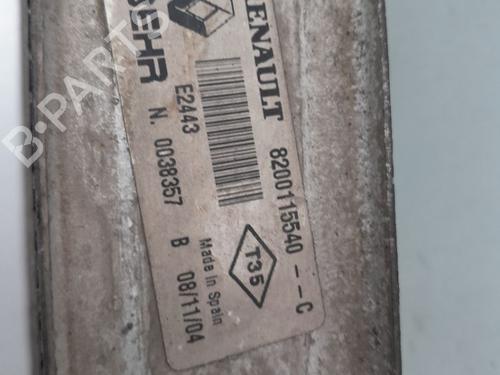 RENAULT
8200115540--C
T35
BEHR
E2443
N. 0038357 B 08/11/04
Made in Spain
B-PARTS